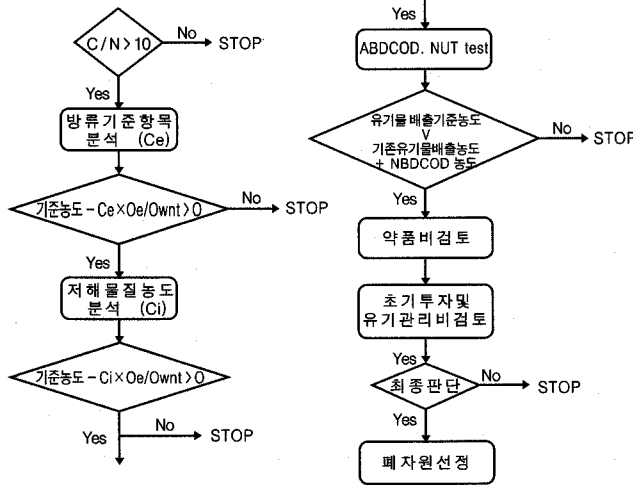 C/N>10
No
STOP
Yes
방류기준항목
분석 (Ce)
기준농도-Ce×Oe/Ownt>0
No
STOP
Yes
저해물질농도
분석 (Ci)
기준농도-Ci×Oe/Ownt>0
Yes
No
STOP
Yes
ABDCOD. NUT test
유기물배출기준농도
V
기존유기물배출농도
+ NBDCOD 농도
No
STOP
Yes
약품비검토
초기투자및
유기관리비검토
Yes
최종판단
No
STOP
Yes
폐자원선정